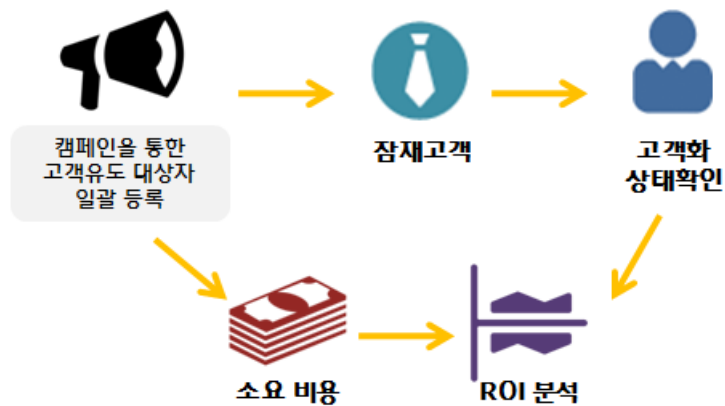 캠페인을 통한
고객유도 대상자
일괄 등록
잠재고객
고객화
상태확인
소요 비용
ROI 분석